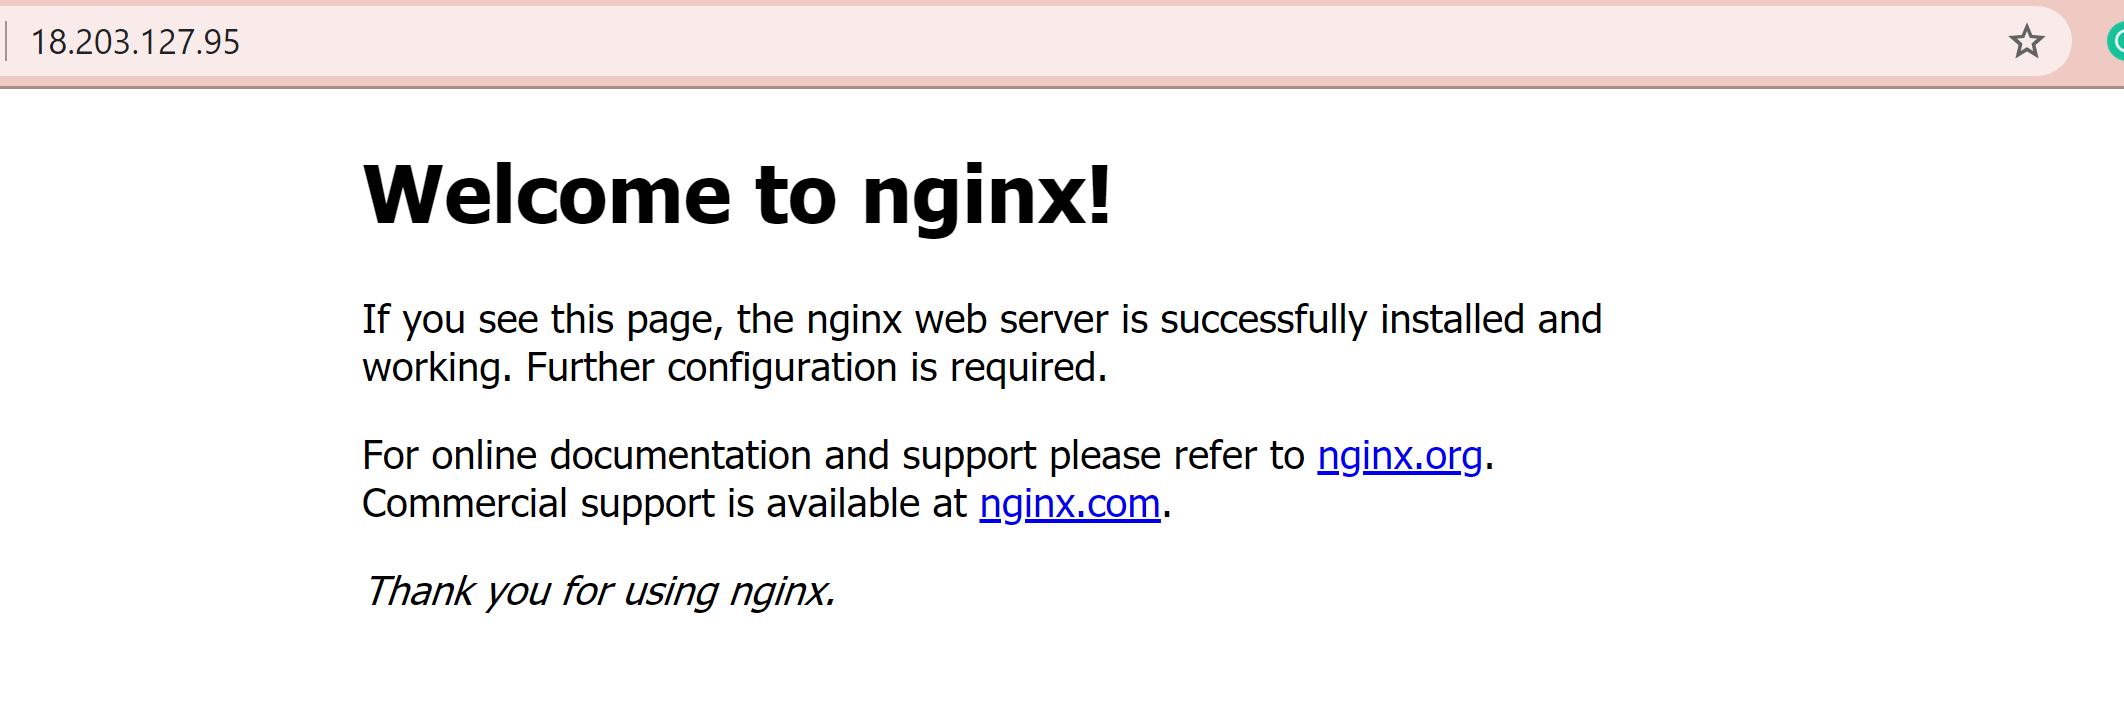 18.203.127.95
Welcome to nginx!
If you see this page, the nginx web server is successfully installed and
working. Further configuration is required.
For online documentation and support please refer to nginx.org.
Commercial support is available at nginx.com.
Thank you for using nginx.